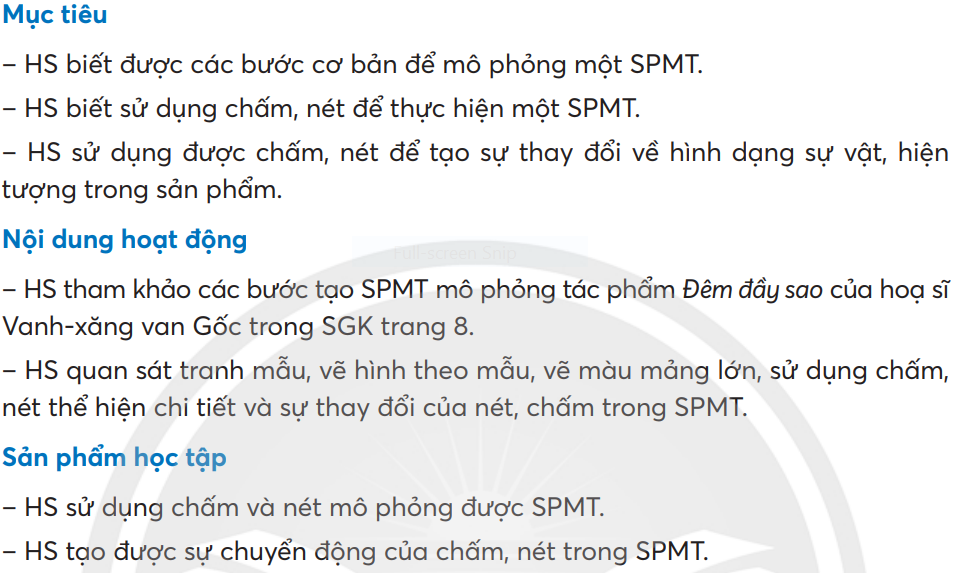 Mục tiêu
– HS biết được các bước cơ bản để mô phỏng một SPMT.
– HS biết sử dụng chấm, nét để thực hiện một SPMT.
– HS sử dụng được chấm, nét để tạo sự thay đổi về hình dạng sự vật, hiện
tượng trong sản phẩm.
Nội dung hoạt động
Full-screen Snip
– HS tham khảo các bước tạo SPMT mô phỏng tác phẩm Đêm đầy sao của hoạ sĩ
Vanh-xăng van Gốc trong SGK trang 8.
– HS quan sát tranh mẫu, vẽ hình theo mẫu, vẽ màu mảng lớn, sử dụng chấm,
nét thể hiện chi tiết và sự thay đổi của nét, chấm trong SPMT.
Sản phẩm học tập
– HS sử dụng chấm và nét mô phỏng được SPMT.
– HS tạo được sự chuyển động của chấm, nét trong SPMT.